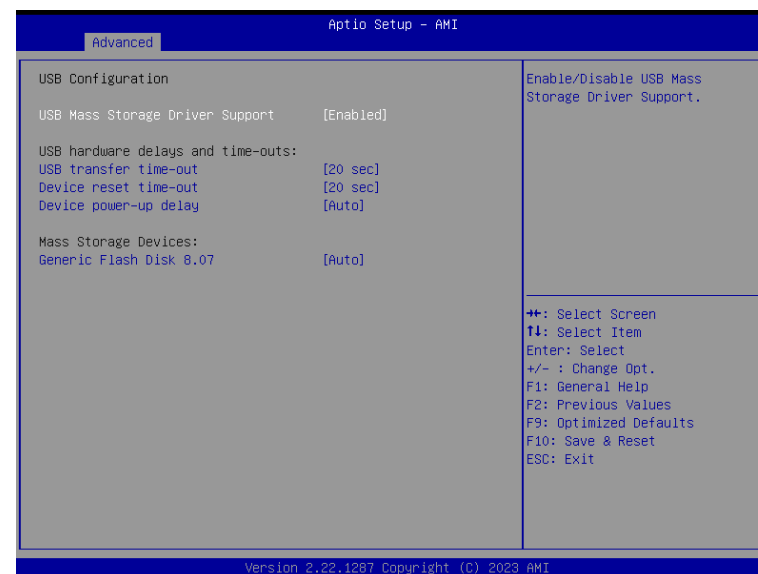 Aptio Setup – AMI
Advanced
USB Configuration
USB Mass Storage Driver Support [Enabled]
USB hardware delays and time-outs:
USB transfer time-out [20 sec]
Device reset time-out [20 sec]
Device power-up delay [Auto]
Mass Storage Devices:
Generic Flash Disk 8.07 [Auto]
Enable/Disable USB Mass
Storage Driver Support.
→←: Select Screen
↑↓: Select Item
Enter: Select
+/- : Change Opt.
F1: General Help
F2: Previous Values
F9: Optimized Defaults
F10: Save & Reset
ESC: Exit
Version 2.22.1287 Copyright (C) 2023 AMI